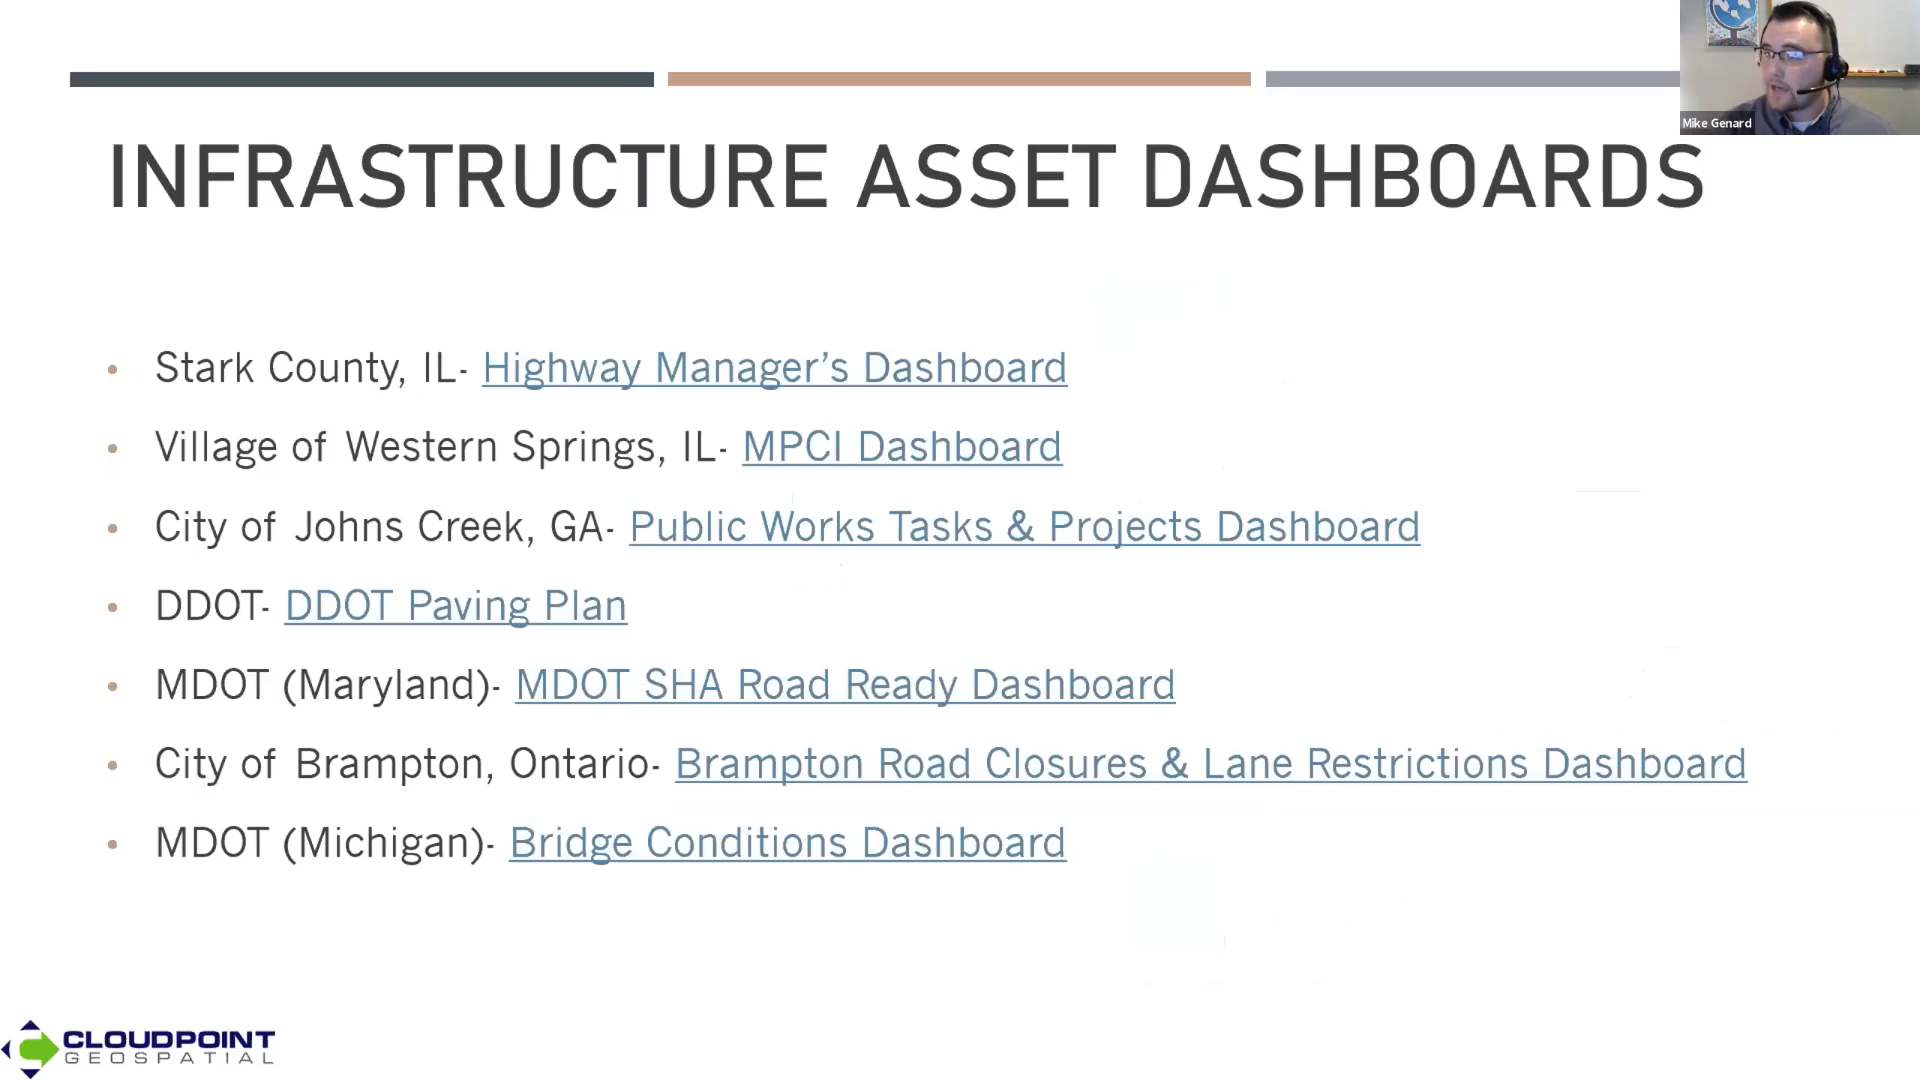 Mike Genard
INFRASTRUCTURE ASSET DASHBOARDS
• Stark County, IL- Highway Manager’s Dashboard
• Village of Western Springs, IL- MPCI Dashboard
• City of Johns Creek, GA- Public Works Tasks & Projects Dashboard
• DDOT- DDOT Paving Plan
• MDOT (Maryland)- MDOT SHA Road Ready Dashboard
• City of Brampton, Ontario- Brampton Road Closures & Lane Restrictions Dashboard
• MDOT (Michigan)- Bridge Conditions Dashboard
CLOUDPOINT
GEOSPATIAL